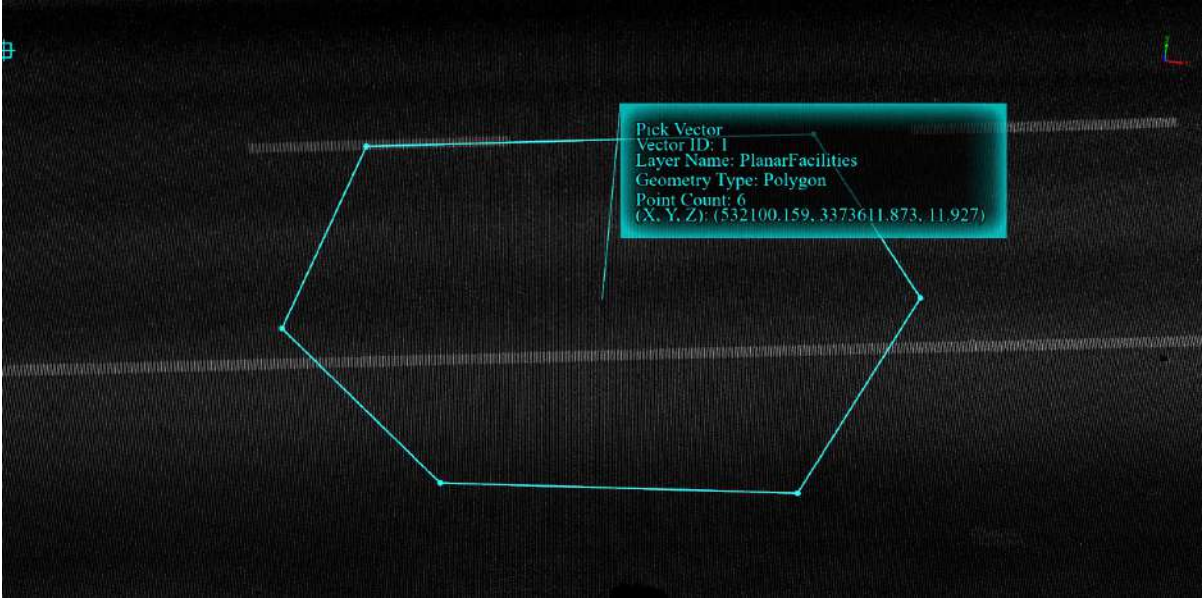 Pick Vector
Vector ID: 1
Layer Name: PlanarFacilities
Geometry Type: Polygon
Point Count: 6
(X, Y, Z): (532100.159, 3373611.873, 11.927)